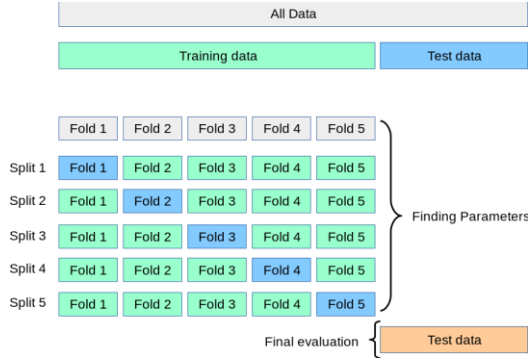 All Data
Training data Test data
Fold 1 Fold 2 Fold 3 Fold 4 Fold 5
Split 1 Fold 1 Fold 2 Fold 3 Fold 4 Fold 5
Split 2 Fold 1 Fold 2 Fold 3 Fold 4 Fold 5
Finding Parameters
Split 3 Fold 1 Fold 2 Fold 3 Fold 4 Fold 5
Split 4 Fold 1 Fold 2 Fold 3 Fold 4 Fold 5
Split 5 Fold 1 Fold 2 Fold 3 Fold 4 Fold 5
Final evaluation Test data